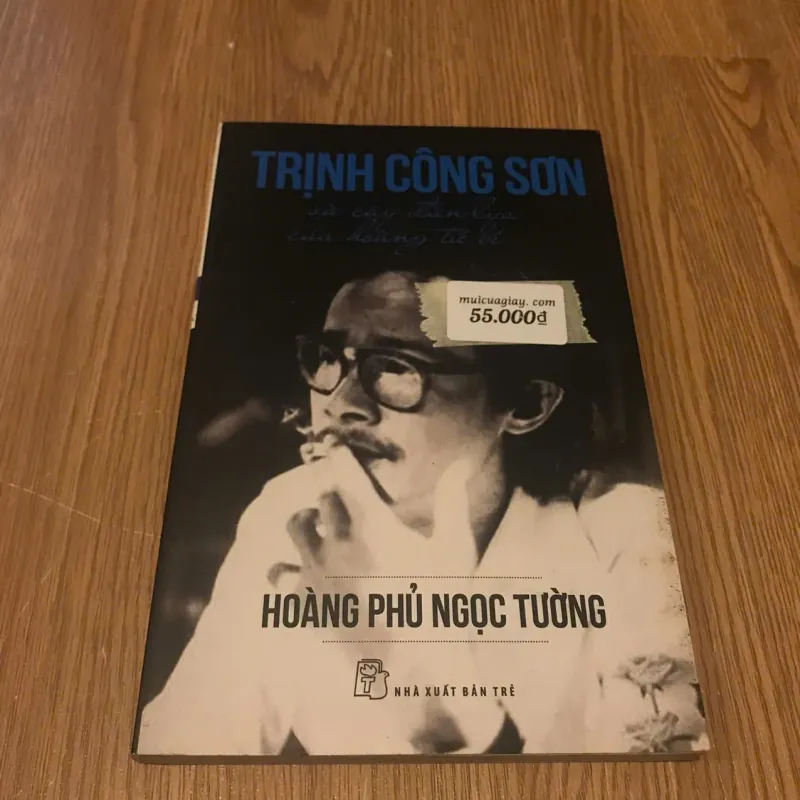 TRỊNH CÔNG SƠN
và cây đàn lya
của hoàng tử bé
muicuagiay. com
55.000₫
HOÀNG PHỦ NGỌC TƯỜNG
T
NHÀ XUẤT BẢN TRẺ